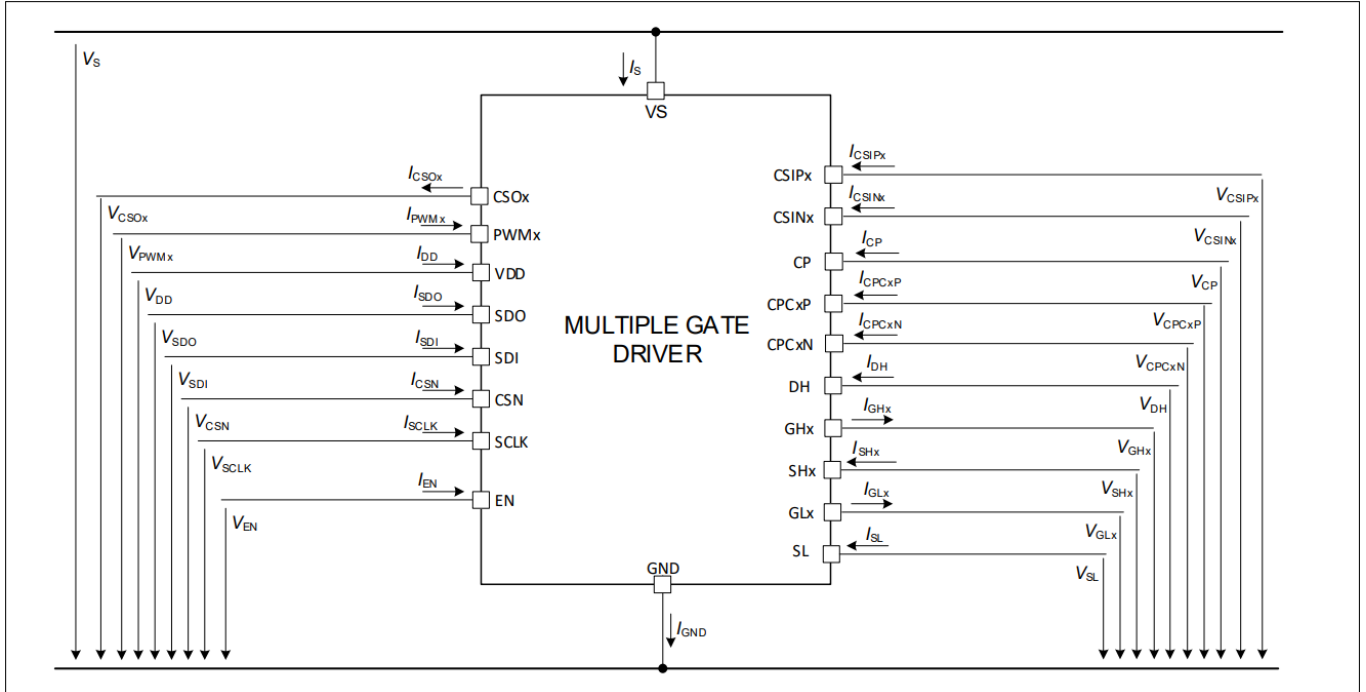 VS
IS
VS
ICSOx
CSOx
VCSOx
IPWMx
PWMx
VPWMx
IDD
VDD
VDD
ISDO
SDO
VSDO
ISDI
SDI
VSDI
ICSN
CSN
VCSN
ISCLK
SCLK
VSCLK
IEN
EN
VEN
MULTIPLE GATE
DRIVER
ICSIPx
CSIPx
VCSIPx
ICSINx
CSINx
VCSINx
ICP
CP
VCP
ICPCxP
CPCxP
VCPCxP
ICPCxN
CPCxN
VCPCxN
IDH
DH
VDH
IGHx
GHx
VGHx
ISHx
SHx
VSHx
IGLx
GLx
VGLx
ISL
SL
VSL
GND
IGND